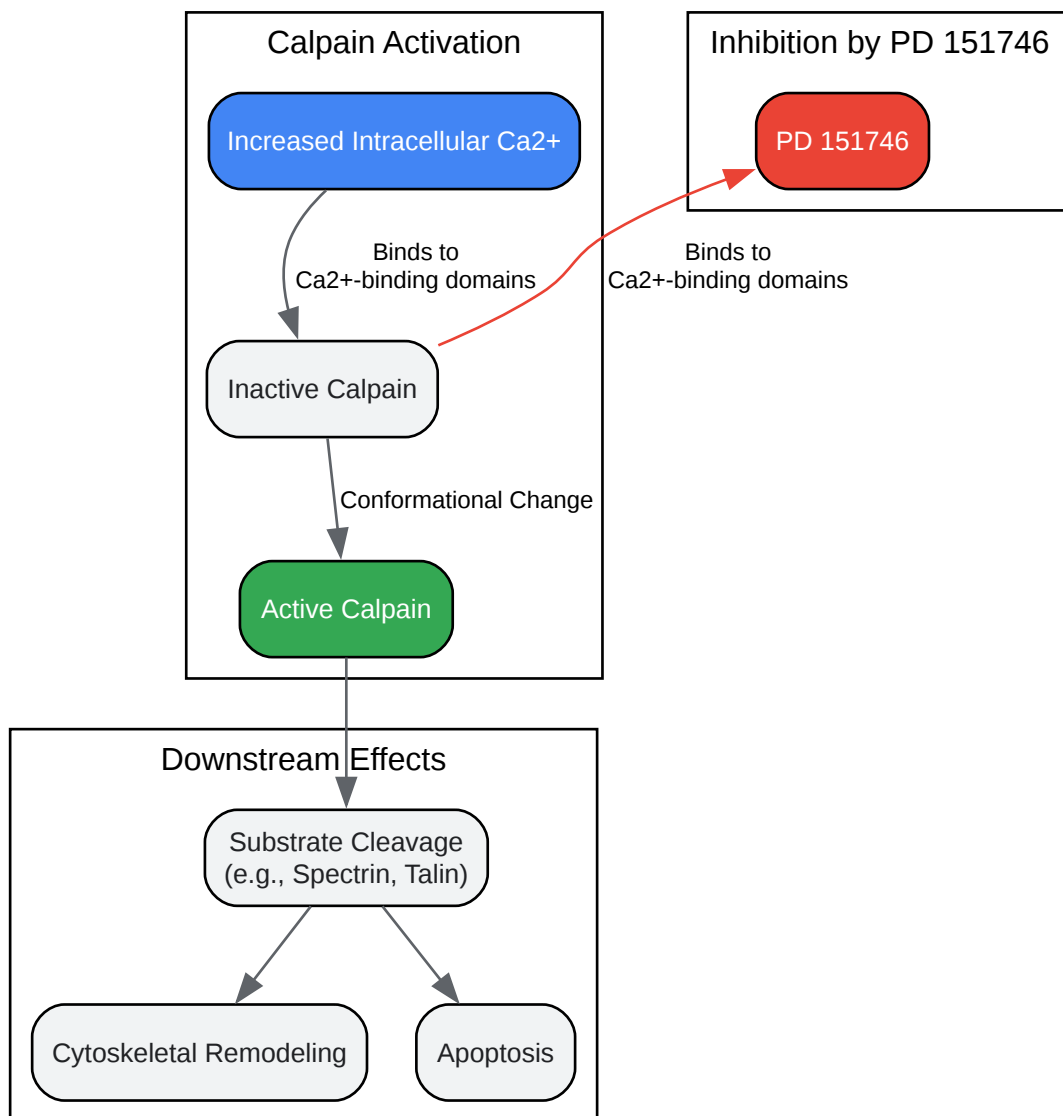 Calpain Activation
Inhibition by PD 151746
Increased Intracellular Ca2+
PD 151746
Binds to
Ca2+-binding domains
Binds to
Ca2+-binding domains
Inactive Calpain
Conformational Change
Active Calpain
Downstream Effects
Substrate Cleavage
(e.g., Spectrin, Talin)
Cytoskeletal Remodeling
Apoptosis